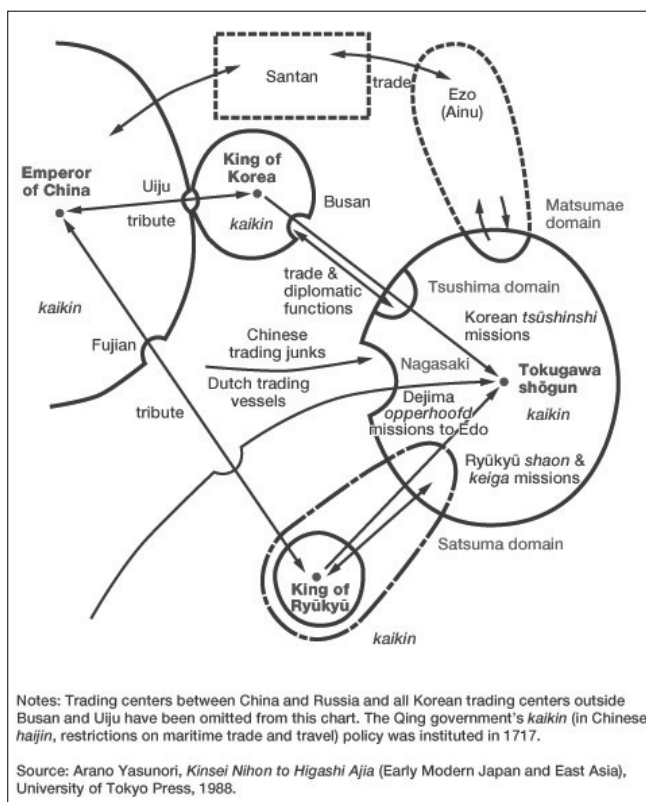 Santan
trade
Ezo
(Ainu)
Emperor
of China
Uiju
tribute
King of
Korea
kaikin
Busan
Matsumae
domain
trade &
diplomatic
functions
Tsushima domain
Korean tsūshinshi
missions
kaikin
Fujian
Chinese
trading junks
Dutch trading
vessels
Nagasaki
Dejima
opperhoofd
missions to Edo
Tokugawa
shōgun
kaikin
tribute
Ryūkyū shaon &
keiga missions
Satsuma domain
King of
Ryūkyū
kaikin
Notes: Trading centers between China and Russia and all Korean trading centers outside
Busan and Uiju have been omitted from this chart. The Qing government's kaikin (in Chinese
haijin, restrictions on maritime trade and travel) policy was instituted in 1717.
Source: Arano Yasunori, Kinsei Nihon to Higashi Ajia (Early Modern Japan and East Asia),
University of Tokyo Press, 1988.